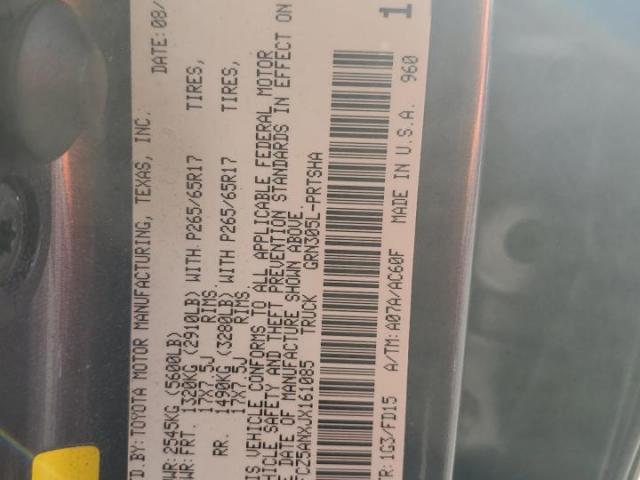 D.BY:TOYOTA MOTOR MANUFACTURING, TEXAS, INC. DATE: 08/
WR: 2545KG (5600LB)
WR:FRT. 1320KG (2910LB) WITH P265/65R17 TIRES,
17X7.5J RIMS.
RR. 1490KG (3280LB) WITH P265/65R17 TIRES,
17X7.5J RIMS.
IS VEHICLE CONFORMS TO ALL APPLICABLE FEDERAL MOTOR
VEHICLE SAFETY AND THEFT PREVENTION STANDARDS IN EFFECT ON
E DATE OF MANUFACTURE SHOWN ABOVE.
FCZ5ANXJX161085 TRUCK GRN305L-PRTSHA
1
TR: 1G3/FD15 A/TM: A07A/AC60F MADE IN U.S.A. 960